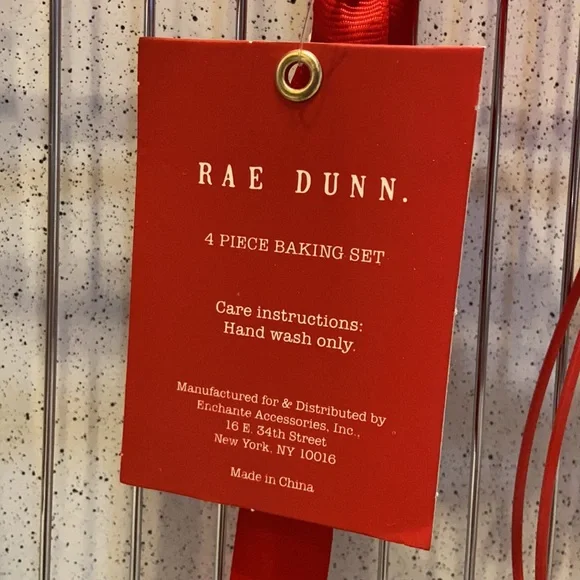 RAE DUNN.
4 PIECE BAKING SET
Care instructions:
Hand wash only.
Manufactured for & Distributed by
Enchante Accessories, Inc.,
16 E. 34th Street
New York, NY 10016
Made in China